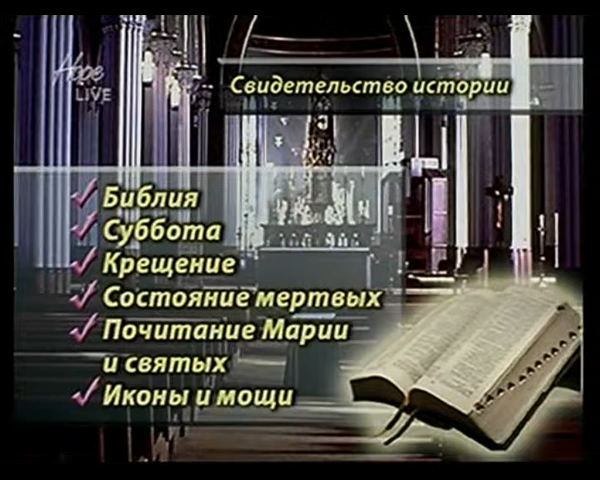 Hope
LIVE
Свидетельство истории
Библия
Суббота
Крещение
Состояние мертвых
Почитание Марии
и святых
Иконы и мощи